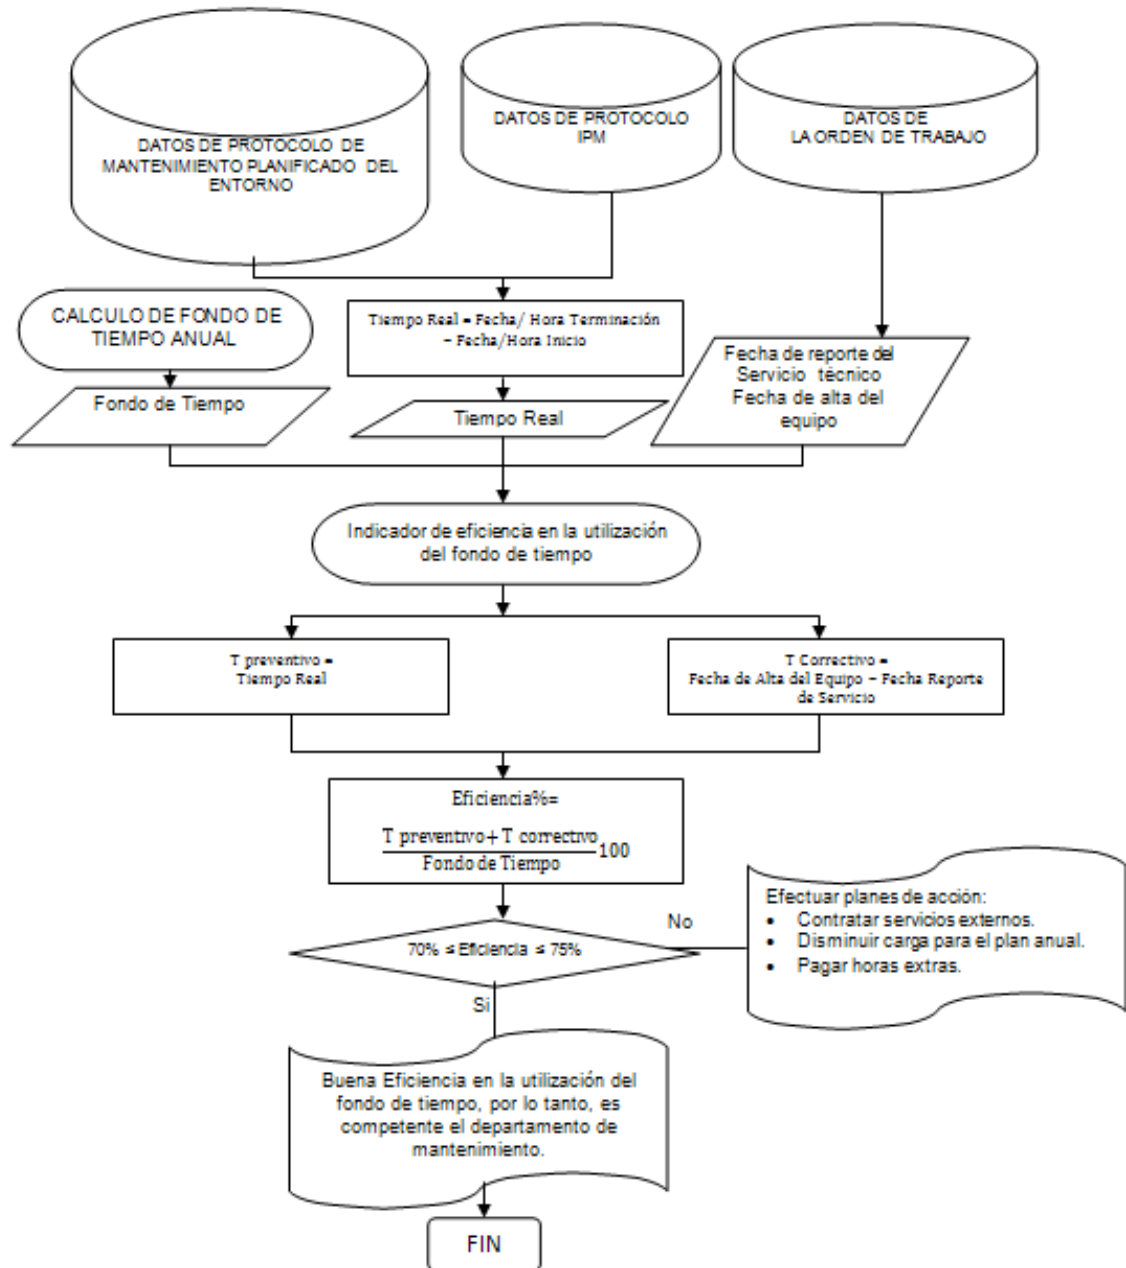 DATOS DE PROTOCOLO DE
MANTENIMIENTO PLANIFICADO DEL
ENTORNO
DATOS DE PROTOCOLO
IPM
DATOS DE
LA ORDEN DE TRABAJO
CALCULO DE FONDO DE
TIEMPO ANUAL
Tiempo Real = Fecha/ Hora Terminación
– Fecha/Hora Inicio
Fecha de reporte del
Servicio técnico
Fecha de alta del
equipo
Fondo de Tiempo
Tiempo Real
Indicador de eficiencia en la utilización
del fondo de tiempo
T preventivo =
Tiempo Real
T Correctivo =
Fecha de Alta del Equipo – Fecha Reporte
de Servicio
Eficiencia%=
T preventivo+ T correctivo
Fondo de Tiempo
100
70% ≤ Eficiencia ≤ 75%
No
Si
Efectuar planes de acción:
• Contratar servicios externos.
• Disminuir carga para el plan anual.
• Pagar horas extras.
Buena Eficiencia en la utilización del
fondo de tiempo, por lo tanto, es
competente el departamento de
mantenimiento.
FIN